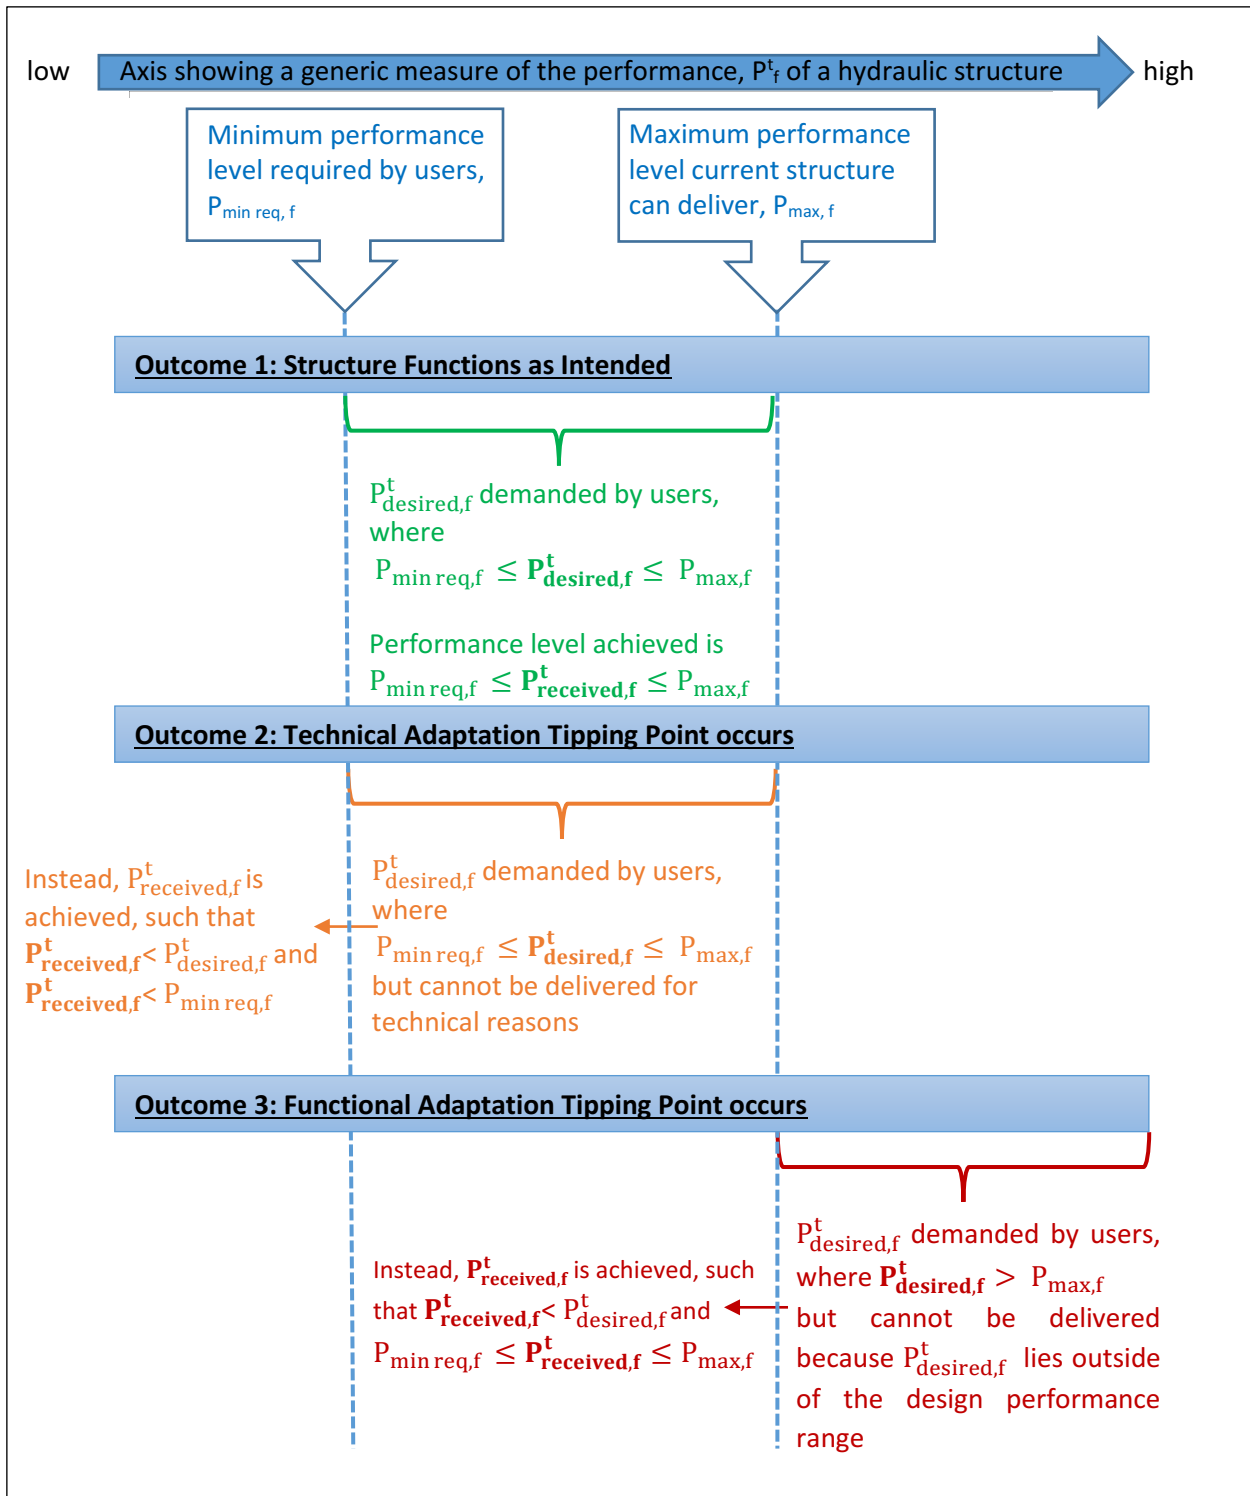 low
Axis showing a generic measure of the performance, Pᵗf of a hydraulic structure
high
Minimum performance
level required by users,
Pmin req, f
Maximum performance
level current structure
can deliver, Pmax, f
Outcome 1: Structure Functions as Intended
Pᵗdesired,f demanded by users,
where
Pmin req,f ≤ Pᵗdesired,f ≤ Pmax,f
Performance level achieved is
Pmin req,f ≤ Pᵗreceived,f ≤ Pmax,f
Outcome 2: Technical Adaptation Tipping Point occurs
Pᵗdesired,f demanded by users,
where
Pmin req,f ≤ Pᵗdesired,f ≤ Pmax,f
but cannot be delivered for
technical reasons
Instead, Pᵗreceived,f is
achieved, such that
Pᵗreceived,f< Pᵗdesired,f and
Pᵗreceived,f< Pmin req,f
Outcome 3: Functional Adaptation Tipping Point occurs
Pᵗdesired,f demanded by users,
where Pᵗdesired,f > Pmax,f
but cannot be delivered
because Pᵗdesired,f lies outside
of the design performance
range
Instead, Pᵗreceived,f is achieved, such
that Pᵗreceived,f< Pᵗdesired,f and
Pmin req,f ≤ Pᵗreceived,f ≤ Pmax,f